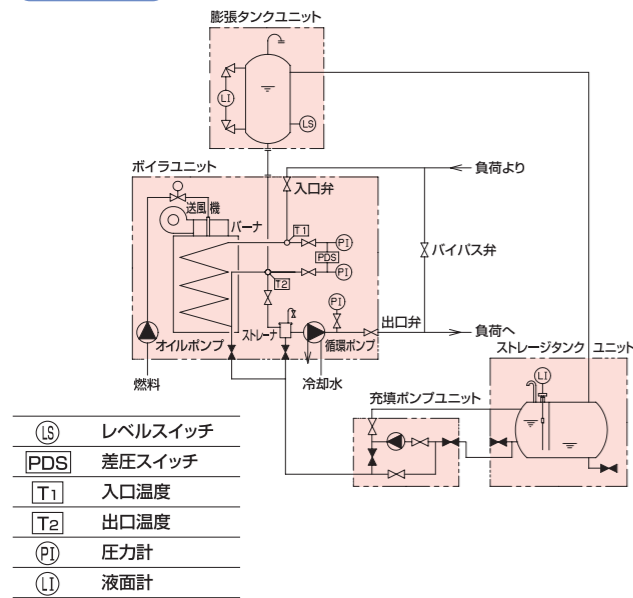 膨張タンクユニット
LI
LS
ボイラユニット
負荷より
入口弁
送風機
バーナ
T1
PI
PDS
バイパス弁
PI
T2
PI
出口弁
ストレーナ
循環ポンプ
負荷へ
オイルポンプ
ストレージタンク ユニット
燃料
冷却水
LI
充填ポンプユニット
LS レベルスイッチ
PDS 差圧スイッチ
T1 入口温度
T2 出口温度
PI 圧力計
LI 液面計